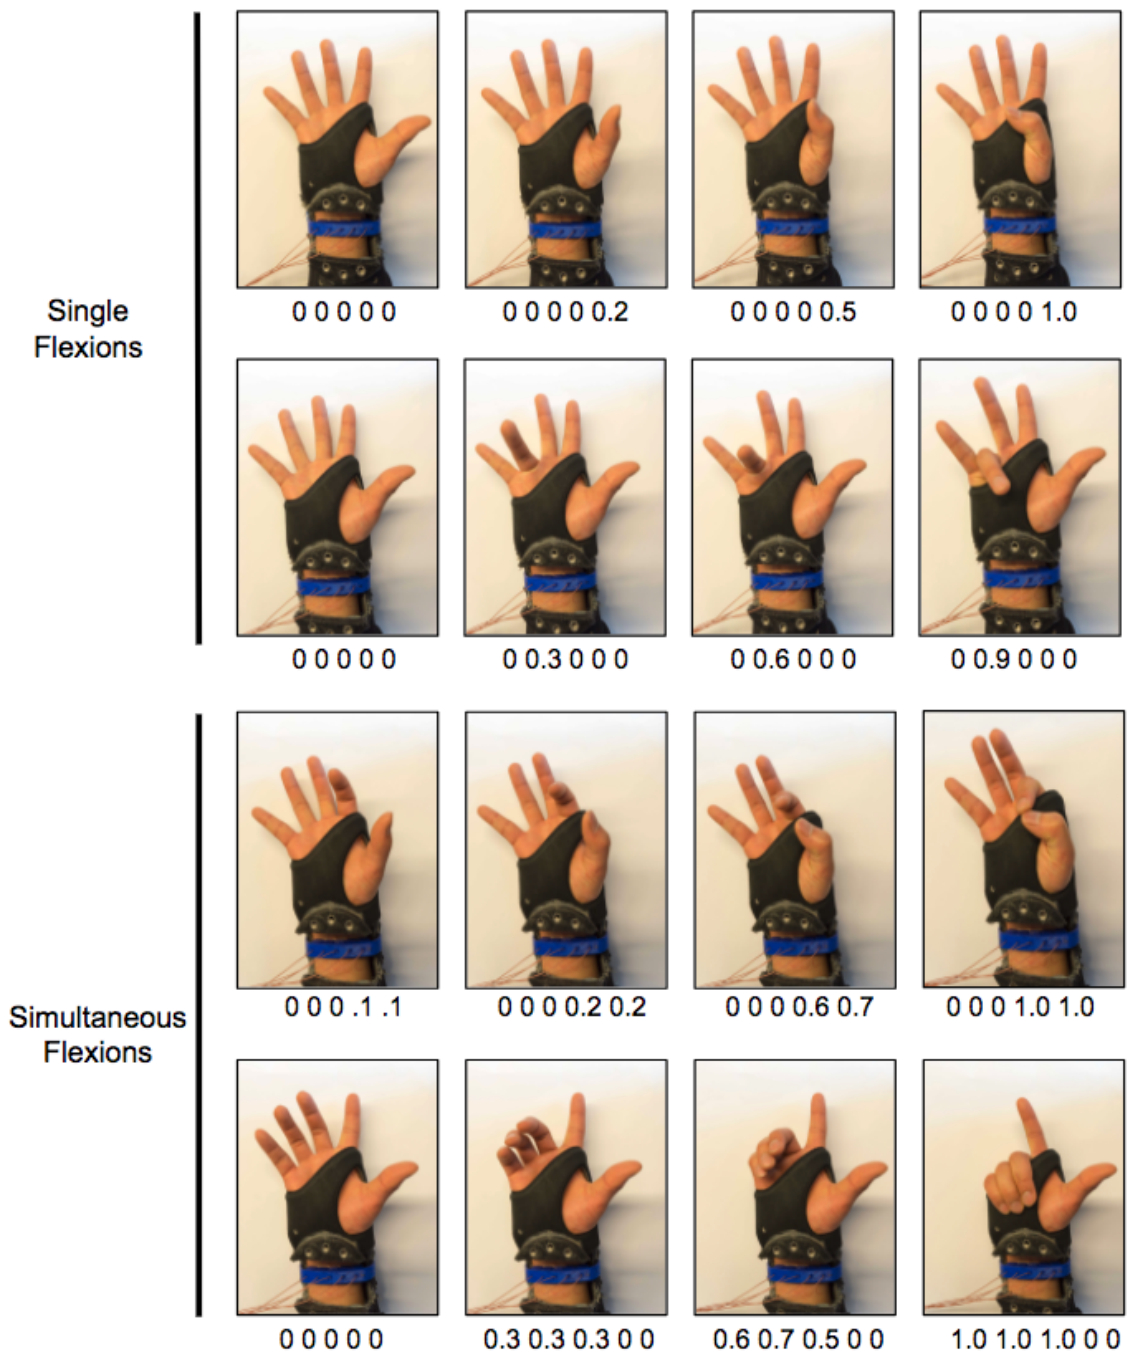 0 0 0 0 0
0 0 0 0 0.2
0 0 0 0 0.5
0 0 0 0 1.0
Single
Flexions
0 0 0 0 0
0 0.3 0 0 0
0 0.6 0 0 0
0 0.9 0 0 0
0 0 0 .1 .1
0 0 0 0.2 0.2
0 0 0 0.6 0.7
0 0 0 1.0 1.0
Simultaneous
Flexions
0 0 0 0 0
0.3 0.3 0.3 0 0
0.6 0.7 0.5 0 0
1.0 1.0 1.0 0 0